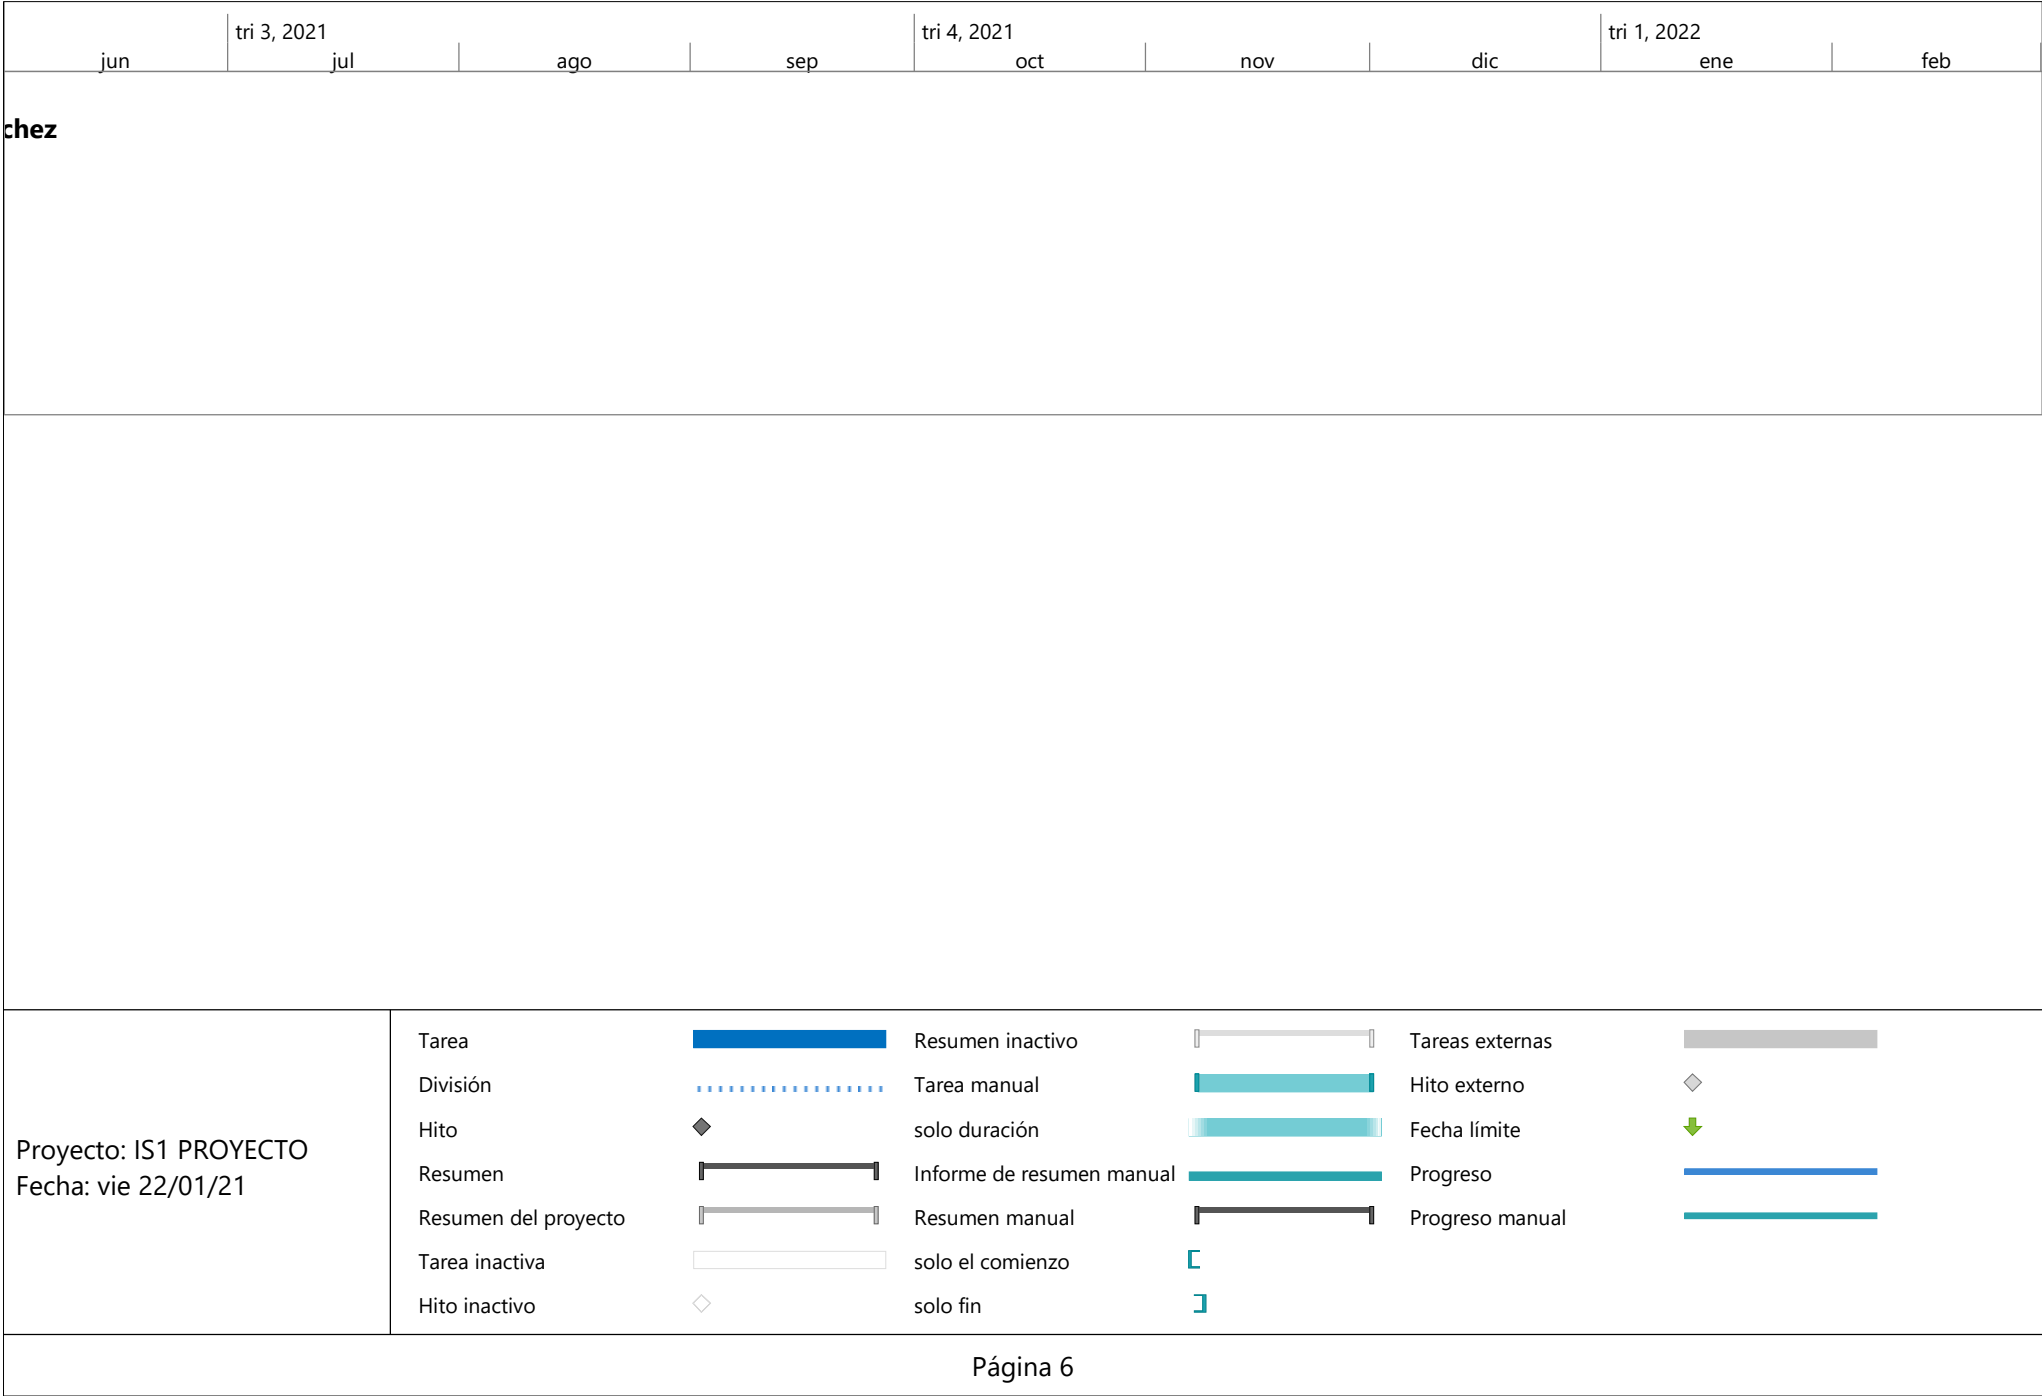 tri 3, 2021 tri 4, 2021 tri 1, 2022
jun jul ago sep oct nov dic ene feb
chez
Proyecto: IS1 PROYECTO
Fecha: vie 22/01/21
Tarea
División
Hito
Resumen
Resumen del proyecto
Tarea inactiva
Hito inactivo
Resumen inactivo
Tarea manual
solo duración
Informe de resumen manual
Resumen manual
solo el comienzo
solo fin
Tareas externas
Hito externo
Fecha límite
Progreso
Progreso manual
Página 6